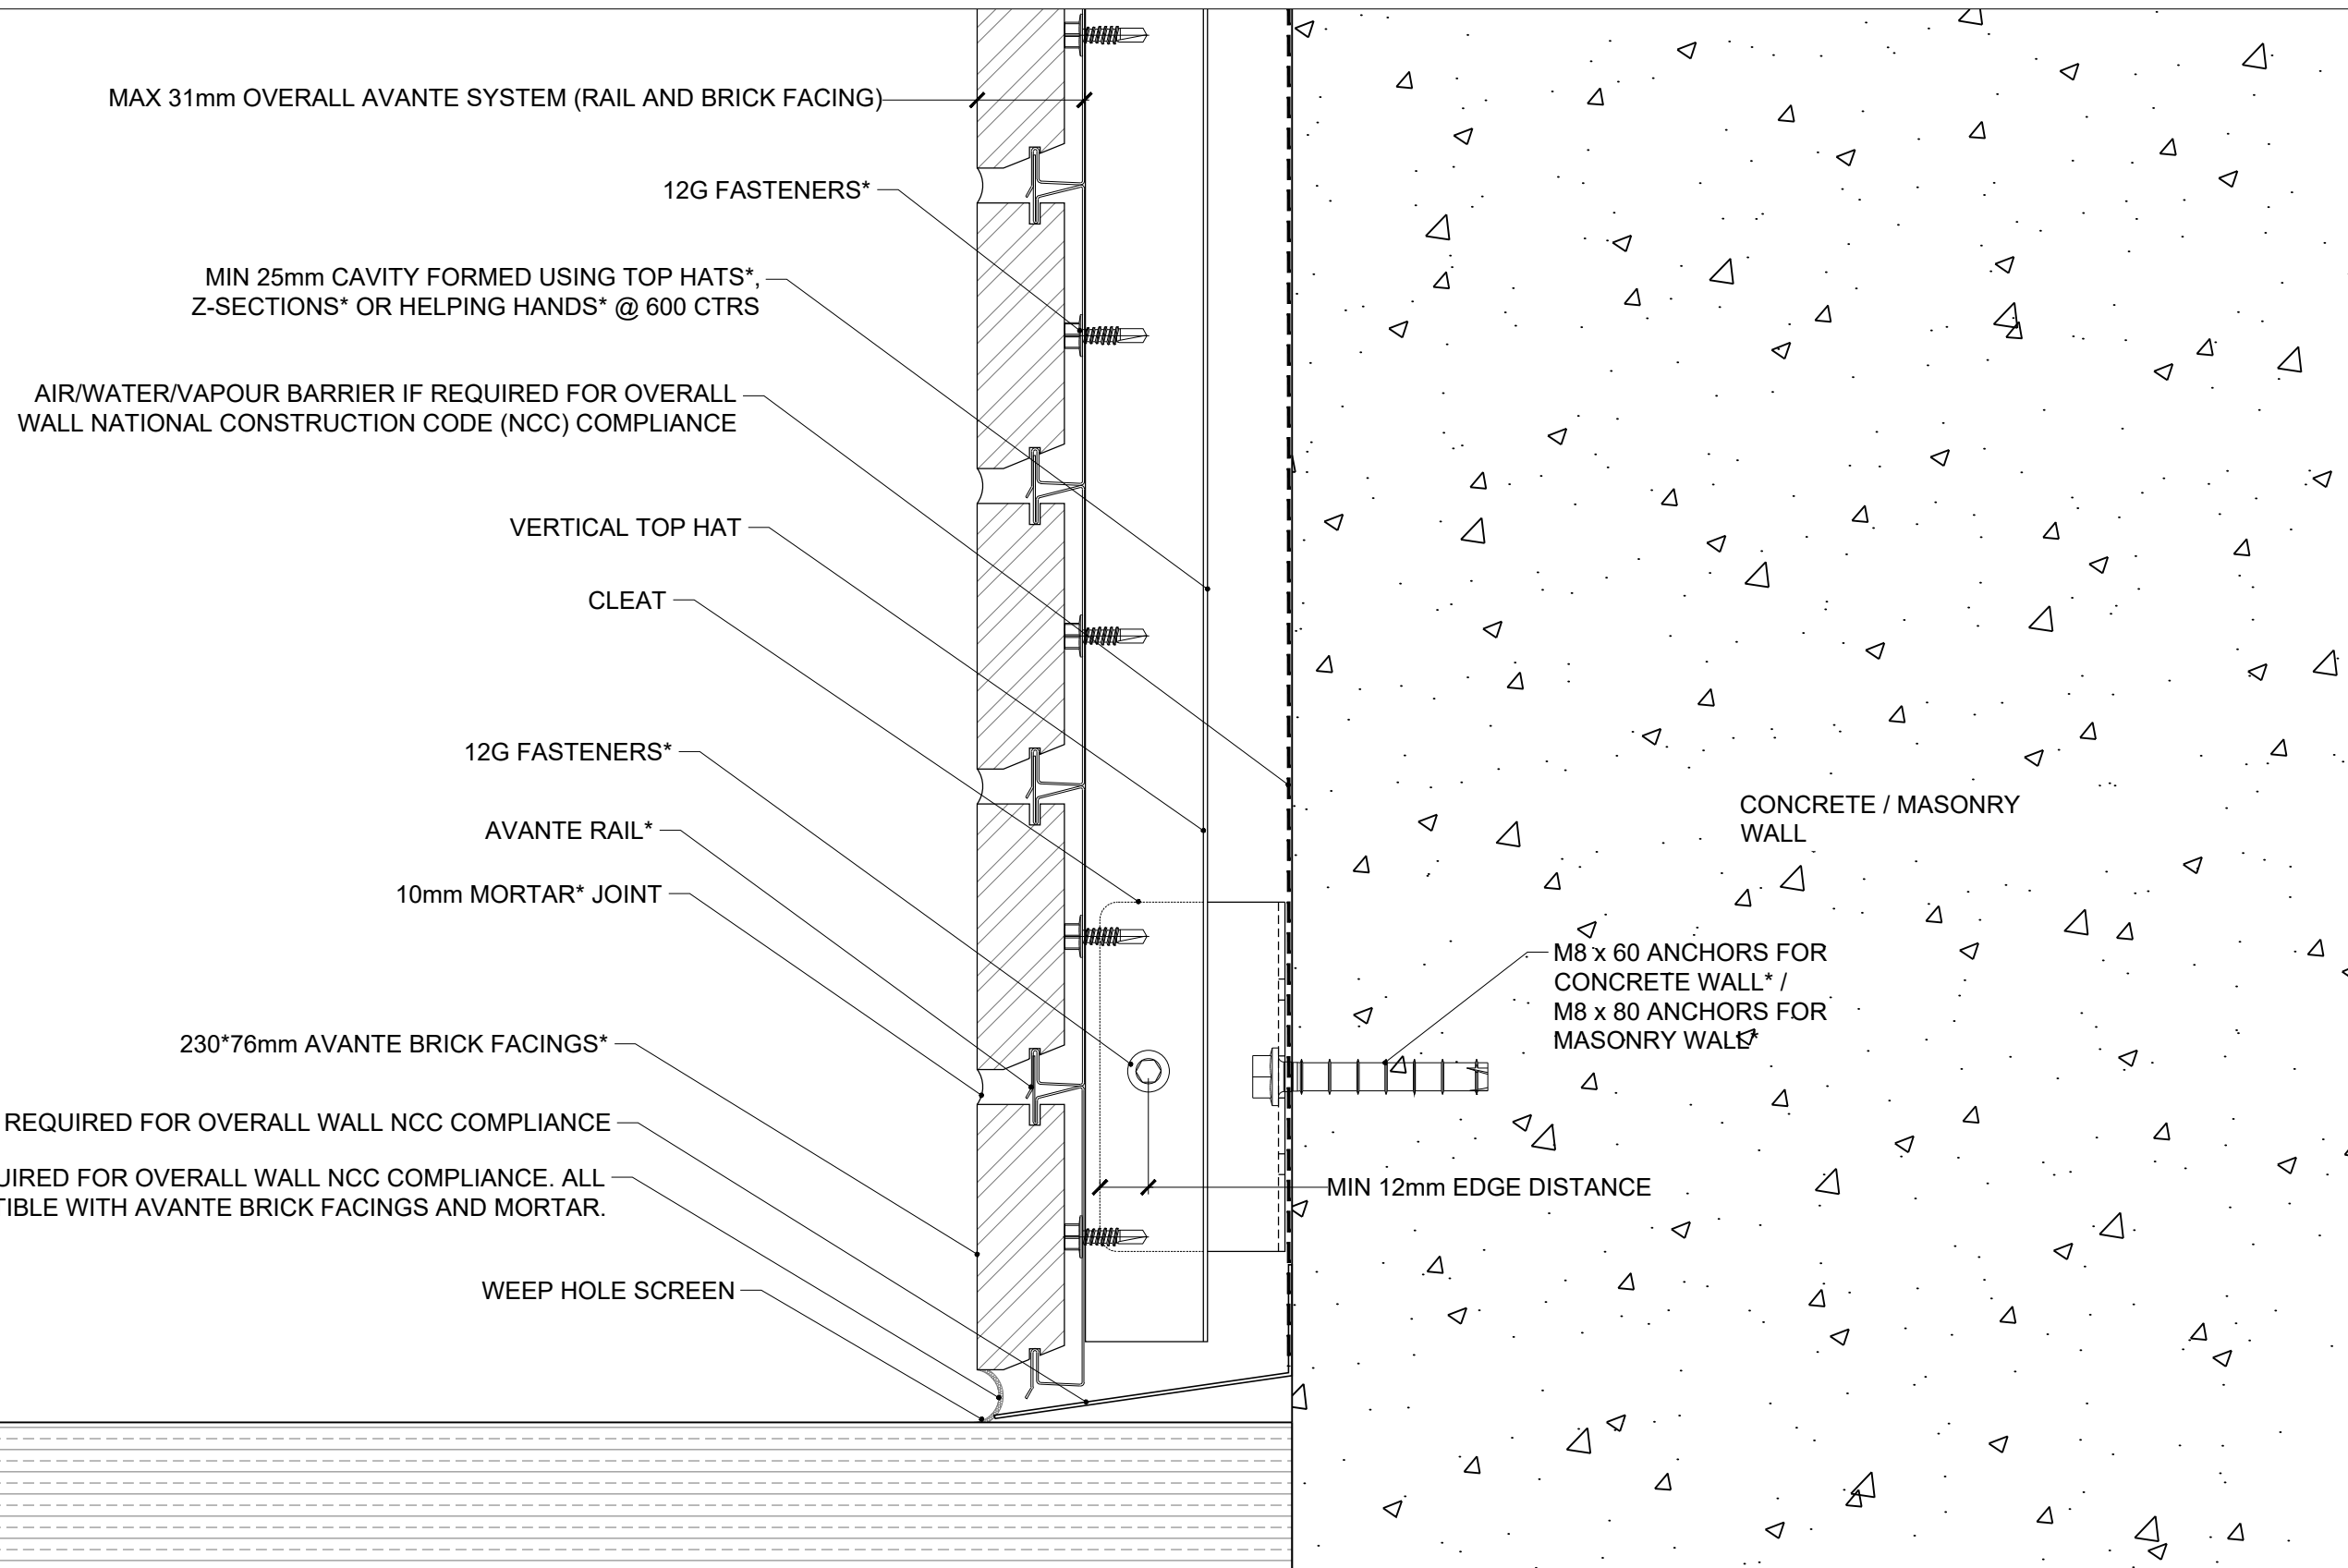 MAX 31mm OVERALL AVANTE SYSTEM (RAIL AND BRICK FACING)
12G FASTENERS*
MIN 25mm CAVITY FORMED USING TOP HATS*,
Z-SECTIONS* OR HELPING HANDS* @ 600 CTRS
AIR/WATER/VAPOUR BARRIER IF REQUIRED FOR OVERALL
WALL NATIONAL CONSTRUCTION CODE (NCC) COMPLIANCE
VERTICAL TOP HAT
CLEAT
12G FASTENERS*
AVANTE RAIL*
10mm MORTAR* JOINT
230*76mm AVANTE BRICK FACINGS*
REQUIRED FOR OVERALL WALL NCC COMPLIANCE
FOR OVERALL WALL NCC COMPLIANCE. ALL
WITH AVANTE BRICK FACINGS AND MORTAR.
WEEP HOLE SCREEN
CONCRETE / MASONRY
WALL
M8 x 60 ANCHORS FOR
CONCRETE WALL* /
M8 x 80 ANCHORS FOR
MASONRY WALL*
MIN 12mm EDGE DISTANCE